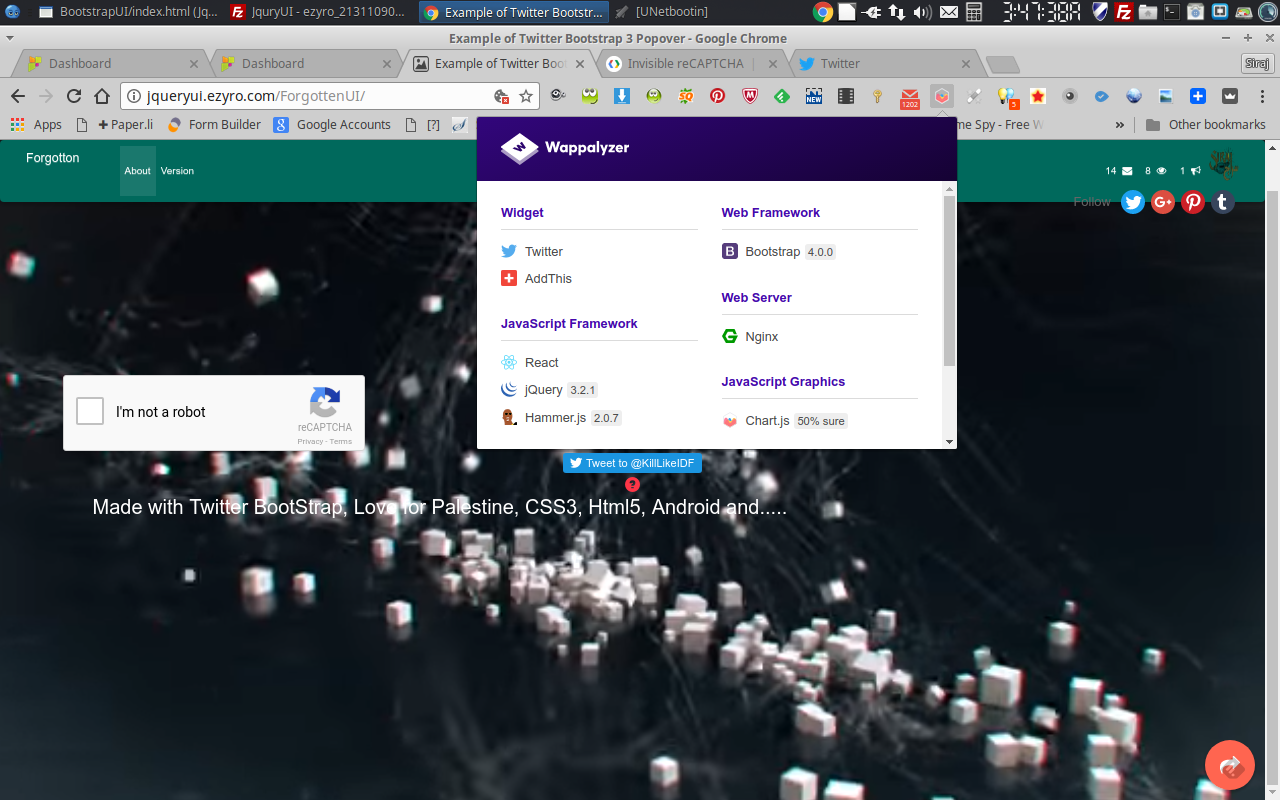 BootstrapUI/index.html (Jq...
JquryUI - ezyro_21311090...
Example of Twitter Bootstr...
[UNetbootin]
Example of Twitter Bootstrap 3 Popover - Google Chrome
Dashboard
Dashboard
Example of Twitter Boo
Invisible reCAPTCHA
Twitter
Siraj
jqueryui.ezyro.com/ForgottenUI/
SQ
NEW
1202
5
Apps
+ Paper.li
Form Builder
Google Accounts
[?]
me Spy - Free W
»
Other bookmarks
Wappalyzer
Forgotton
About
Version
14
8
1
Follow
Widget
Twitter
AddThis
JavaScript Framework
React
jQuery 3.2.1
Hammer.js 2.0.7
Web Framework
Bootstrap 4.0.0
Web Server
Nginx
JavaScript Graphics
Chart.js 50% sure
I'm not a robot
reCAPTCHA
Privacy - Terms
Tweet to @KillLikeIDF
?
Made with Twitter BootStrap, Love for Palestine, CSS3, Html5, Android and.....